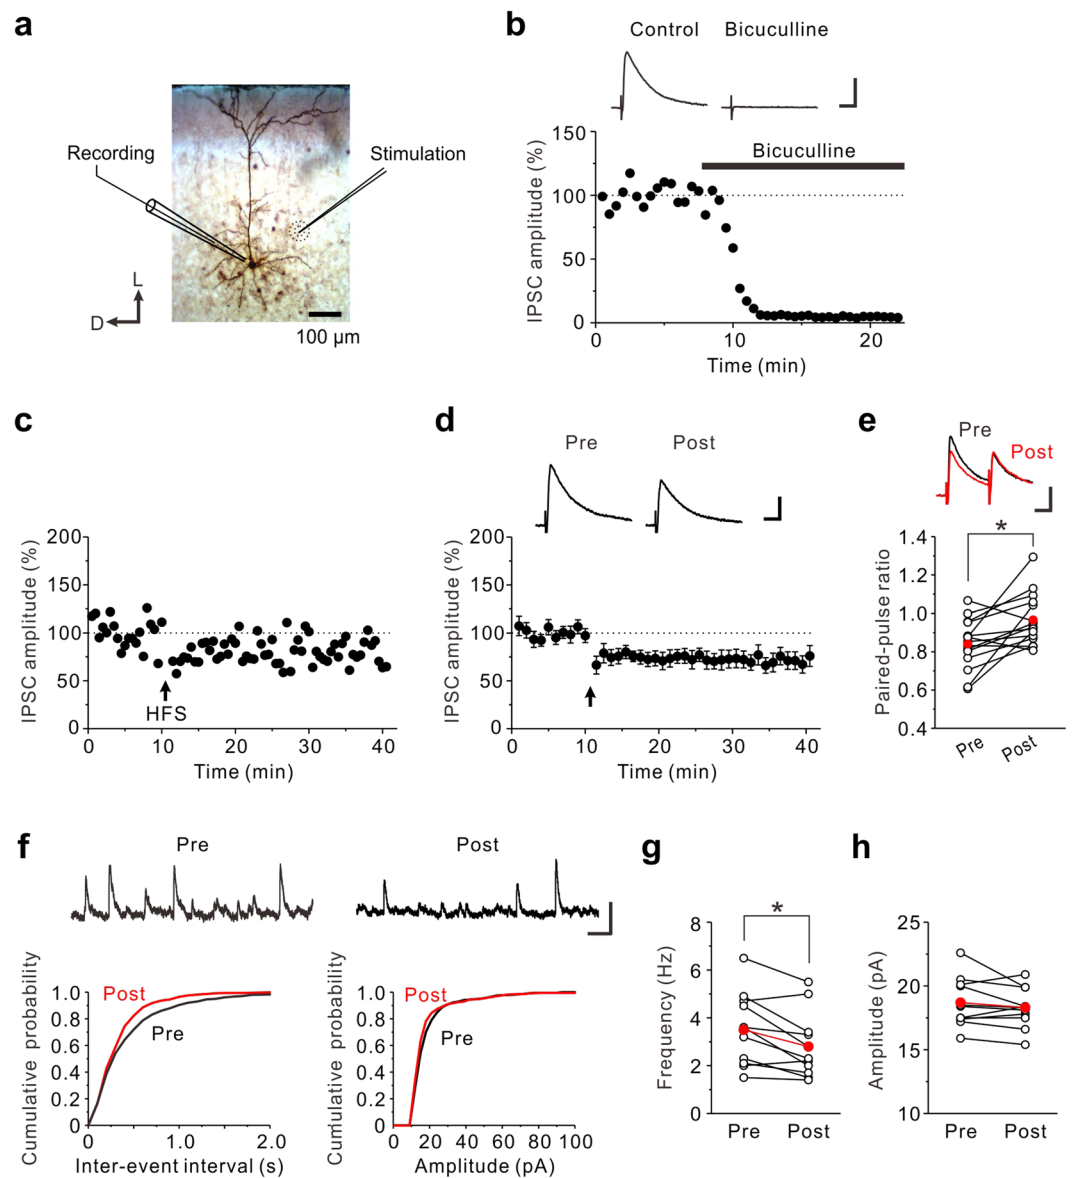 a
Recording
Stimulation
L
D
100 µm
b
Control Bicuculline
Bicuculline
IPSC amplitude (%)
150
100
50
0
0 10 20
Time (min)
c
IPSC amplitude (%)
200
150
100
50
0
HFS
0 10 20 30 40
Time (min)
d
Pre Post
IPSC amplitude (%)
200
150
100
50
0
0 10 20 30 40
Time (min)
e
Pre
Post
*
Paired-pulse ratio
1.4
1.2
1.0
0.8
0.6
0.4
Pre Post
f
Pre Post
Cumulative probability
1.0
0.8
0.6
0.4
0.2
0
Post
Pre
0 1.0 2.0
Inter-event interval (s)
Cumulative probability
1.0
0.8
0.6
0.4
0.2
0
Post
Pre
0 20 40 60 80 100
Amplitude (pA)
g
*
Frequency (Hz)
8
6
4
2
0
Pre Post
h
Amplitude (pA)
25
20
15
10
Pre Post